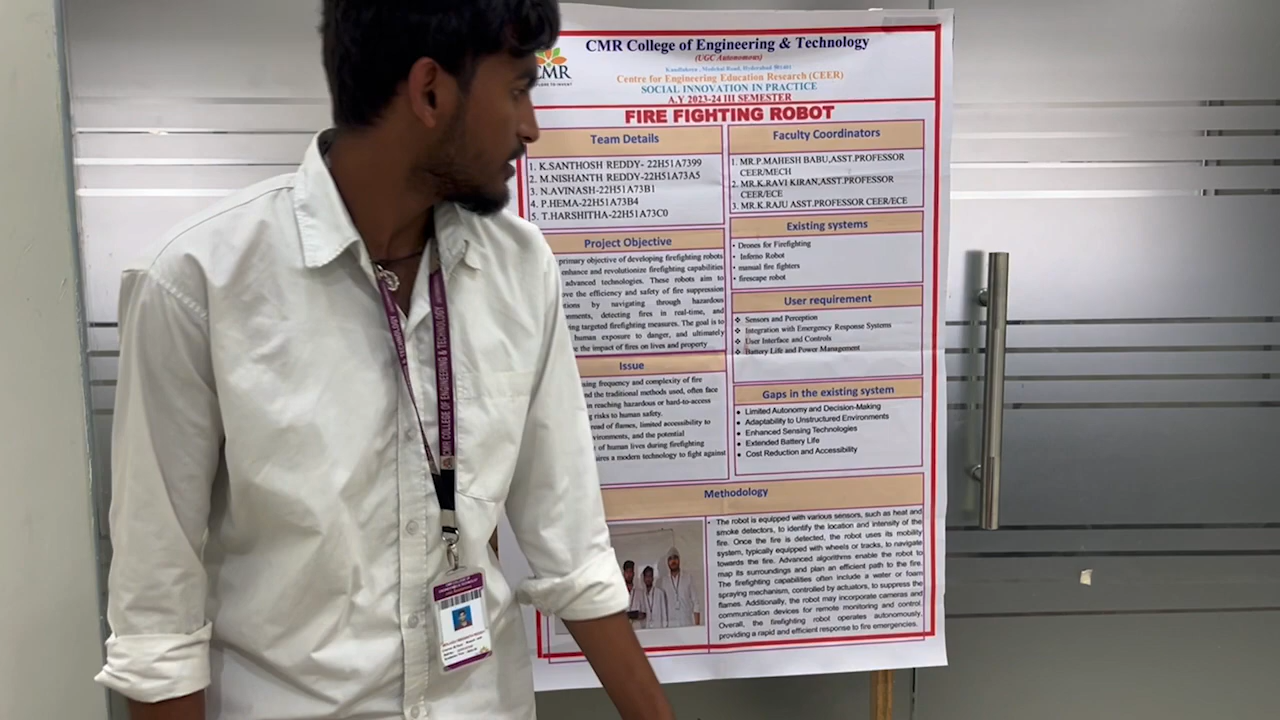 CMR College of Engineering & Technology
(UGC Autonomous)
Kandlakoya, Medchal Road, Hyderabad 501401
Centre for Engineering Education Research (CEER)
SOCIAL INNOVATION IN PRACTICE
A.Y 2023-24 III SEMESTER
CMR
FIRE FIGHTING ROBOT
Team Details
1. K.SANTHOSH REDDY- 22H51A7399
2. M.NISHANTH REDDY-22H51A73A5
3. N.AVINASH-22H51A73B1
4. P.HEMA-22H51A73B4
5. T.HARSHITHA-22H51A73C0
Project Objective
primary objective of developing firefighting robots
enhance and revolutionize firefighting capabilities
advanced technologies. These robots aim to
the efficiency and safety of fire suppression
by navigating through hazardous
detecting fires in real-time, and
targeted firefighting measures. The goal is to
human exposure to danger, and ultimately
the impact of fires on lives and property
Issue
frequency and complexity of fire
the traditional methods used, often face
in reaching hazardous or hard-to-access
risks to human safety.
of flames, limited accessibility to
and the potential
of human lives during firefighting
a modern technology to fight against
Faculty Coordinators
1. MR.P.MAHESH BABU,ASST.PROFESSOR
CEER/MECH
2. MR.K.RAVI KIRAN,ASST.PROFESSOR
CEER/ECE
3. MR.K.RAJU ASST.PROFESSOR CEER/ECE
Existing systems
• Drones for Firefighting
• Inferno Robot
• manual fire fighters
• firescape robot
User requirement
❖ Sensors and Perception
❖ Integration with Emergency Response Systems
❖ User Interface and Controls
❖ Battery Life and Power Management
Gaps in the existing system
• Limited Autonomy and Decision-Making
• Adaptability to Unstructured Environments
• Enhanced Sensing Technologies
• Extended Battery Life
• Cost Reduction and Accessibility
Methodology
• The robot is equipped with various sensors, such as heat and
smoke detectors, to identify the location and intensity of the
fire. Once the fire is detected, the robot uses its mobility
system, typically equipped with wheels or tracks, to navigate
towards the fire. Advanced algorithms enable the robot to
map its surroundings and plan an efficient path to the fire.
The firefighting capabilities often include a water or foam
spraying mechanism, controlled by actuators, to suppress the
flames. Additionally, the robot may incorporate cameras and
communication devices for remote monitoring and control.
Overall, the firefighting robot operates autonomously,
providing a rapid and efficient response to fire emergencies.
CMR COLLEGE OF ENGINEERING & TECHNOLOGY
& TECHNOLOGY